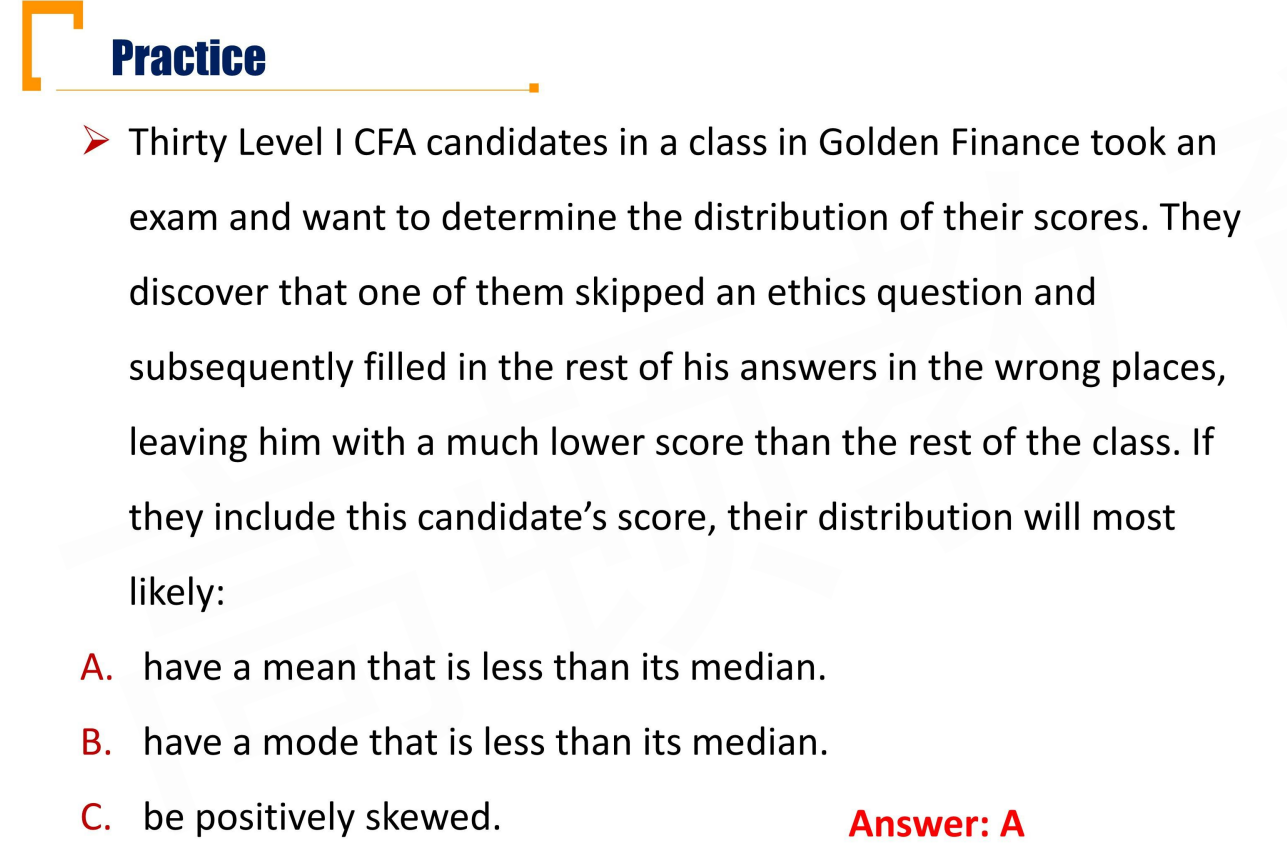 Practice
➢ Thirty Level I CFA candidates in a class in Golden Finance took an
exam and want to determine the distribution of their scores. They
discover that one of them skipped an ethics question and
subsequently filled in the rest of his answers in the wrong places,
leaving him with a much lower score than the rest of the class. If
they include this candidate’s score, their distribution will most
likely:
A. have a mean that is less than its median.
B. have a mode that is less than its median.
C. be positively skewed.
Answer: A